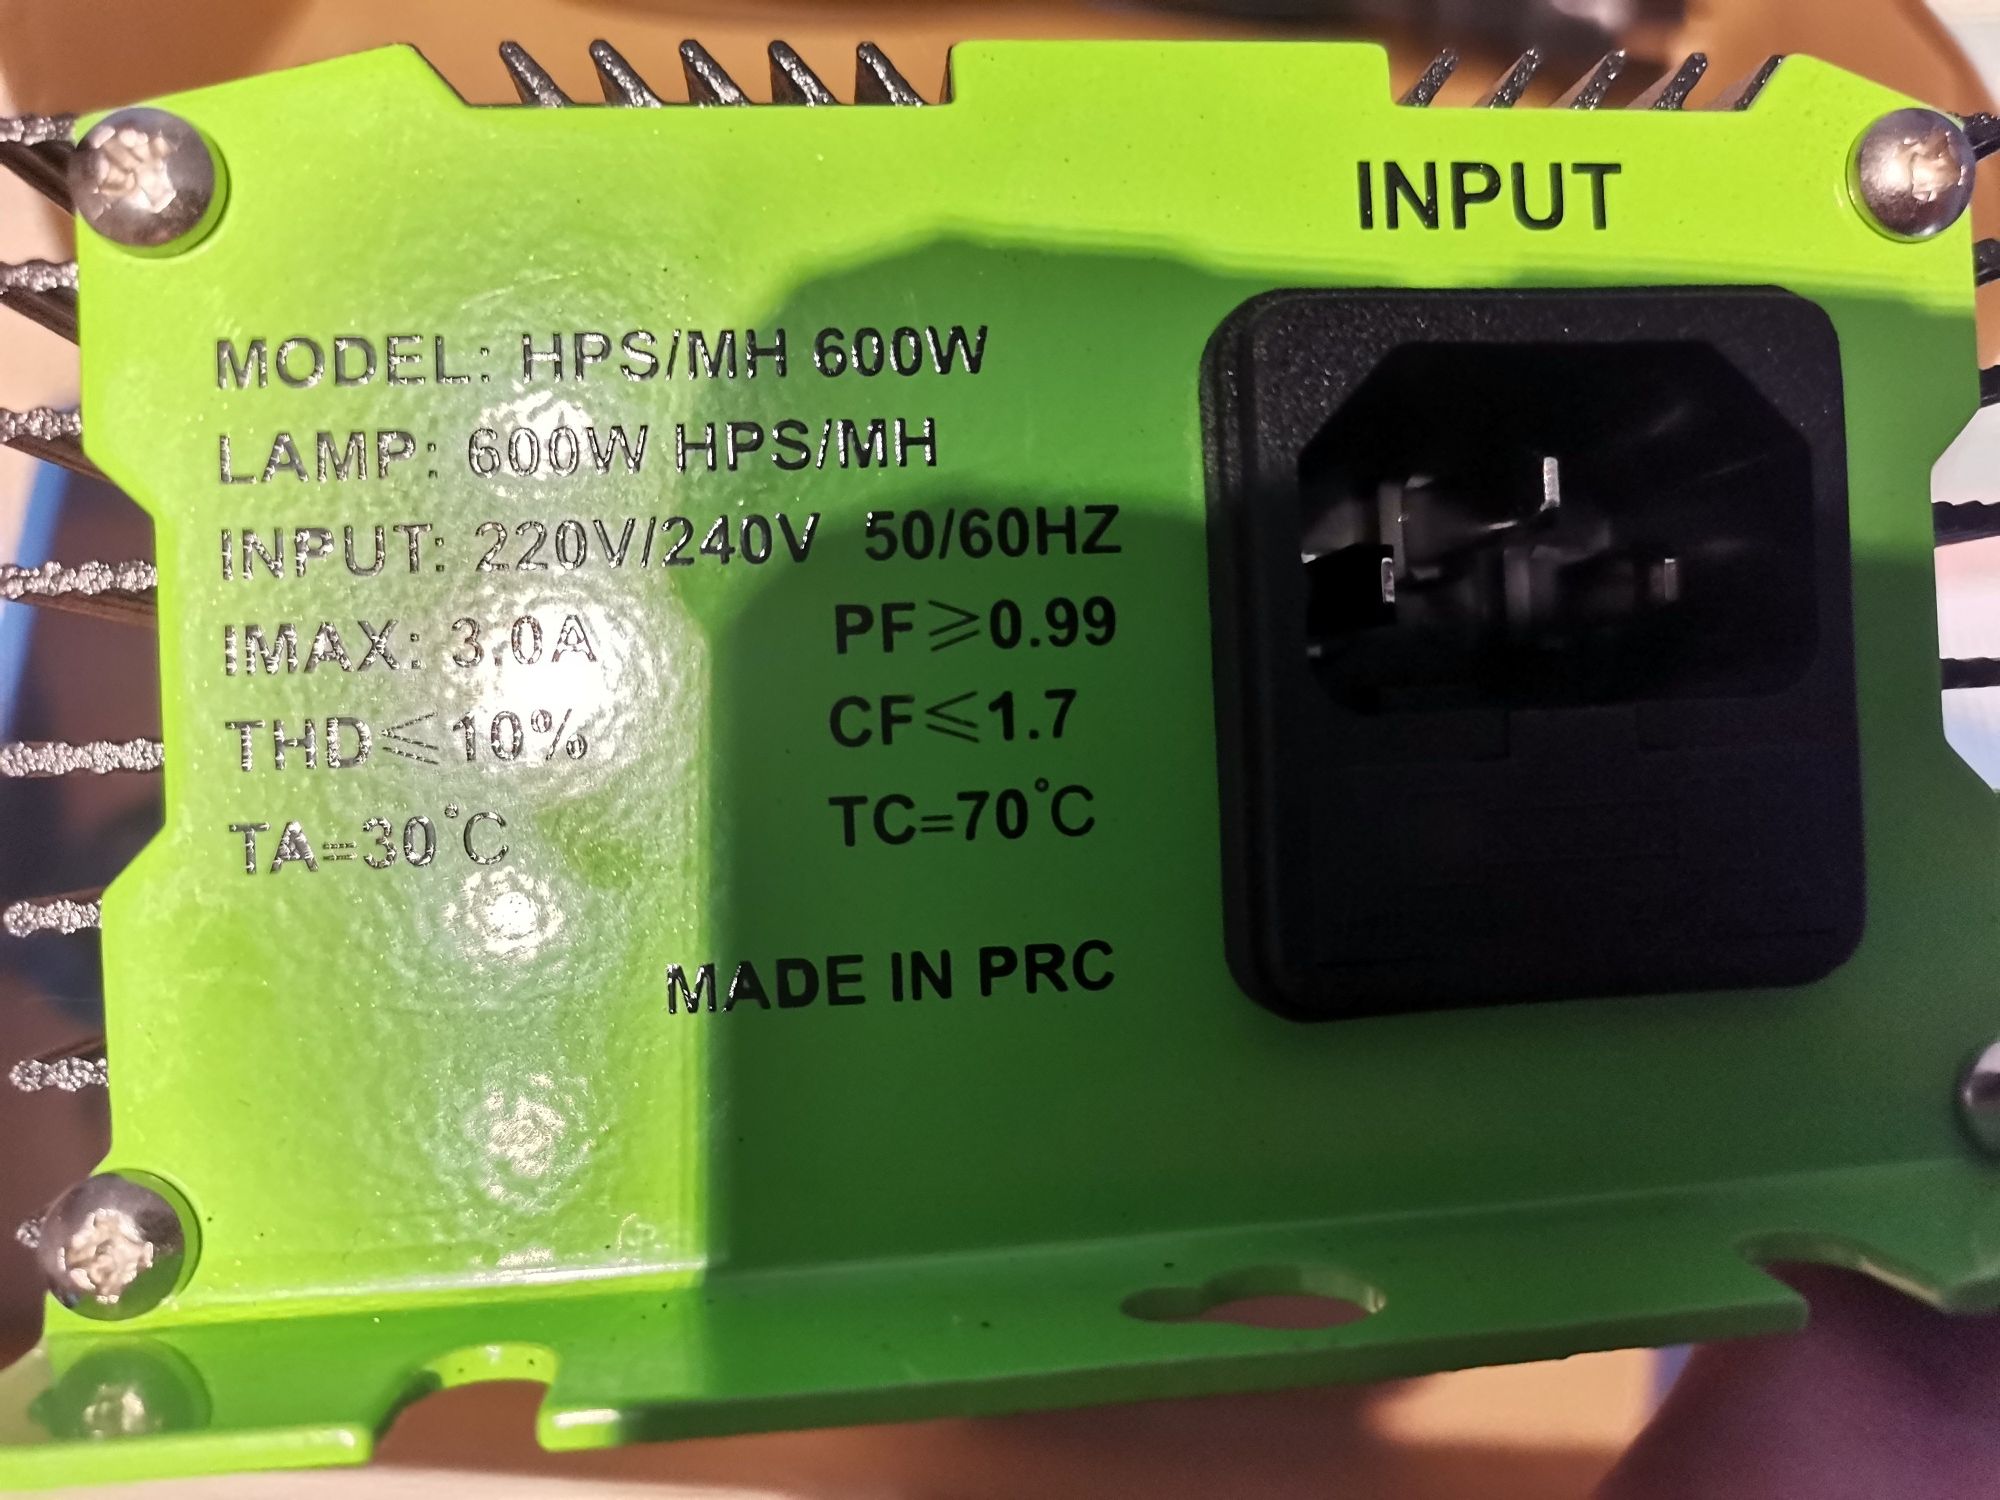 INPUT
MODEL: HPS/MH 600W
LAMP: 600W HPS/MH
INPUT: 220V/240V 50/60HZ
IMAX: 3.0A PF≥0.99
THD≤10% CF≤1.7
TA=30°C TC=70°C
MADE IN PRC